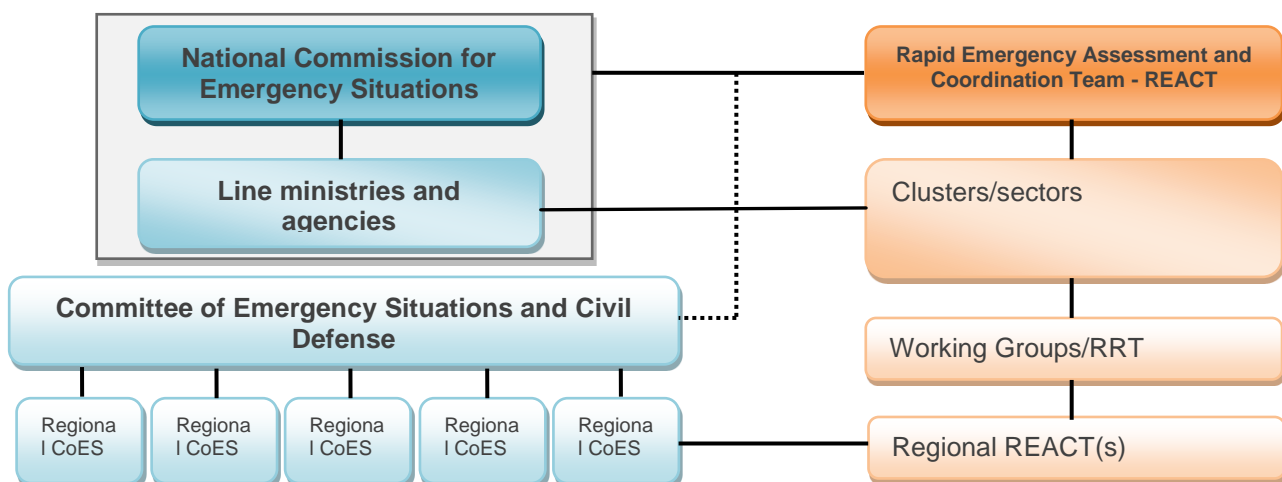 National Commission for
Emergency Situations
Rapid Emergency Assessment and
Coordination Team - REACT
Line ministries and
agencies
Clusters/sectors
Committee of Emergency Situations and Civil
Defense
Working Groups/RRT
Regiona
l CoES
Regiona
l CoES
Regiona
l CoES
Regiona
l CoES
Regiona
l CoES
Regional REACT(s)